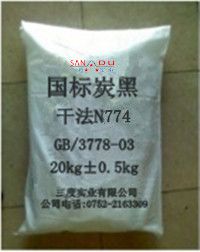 SANDU
国标炭黑
干法N774
GB/3778-03
20kg±0.5kg
三度实业有限公司
公司电话:0752-2163309